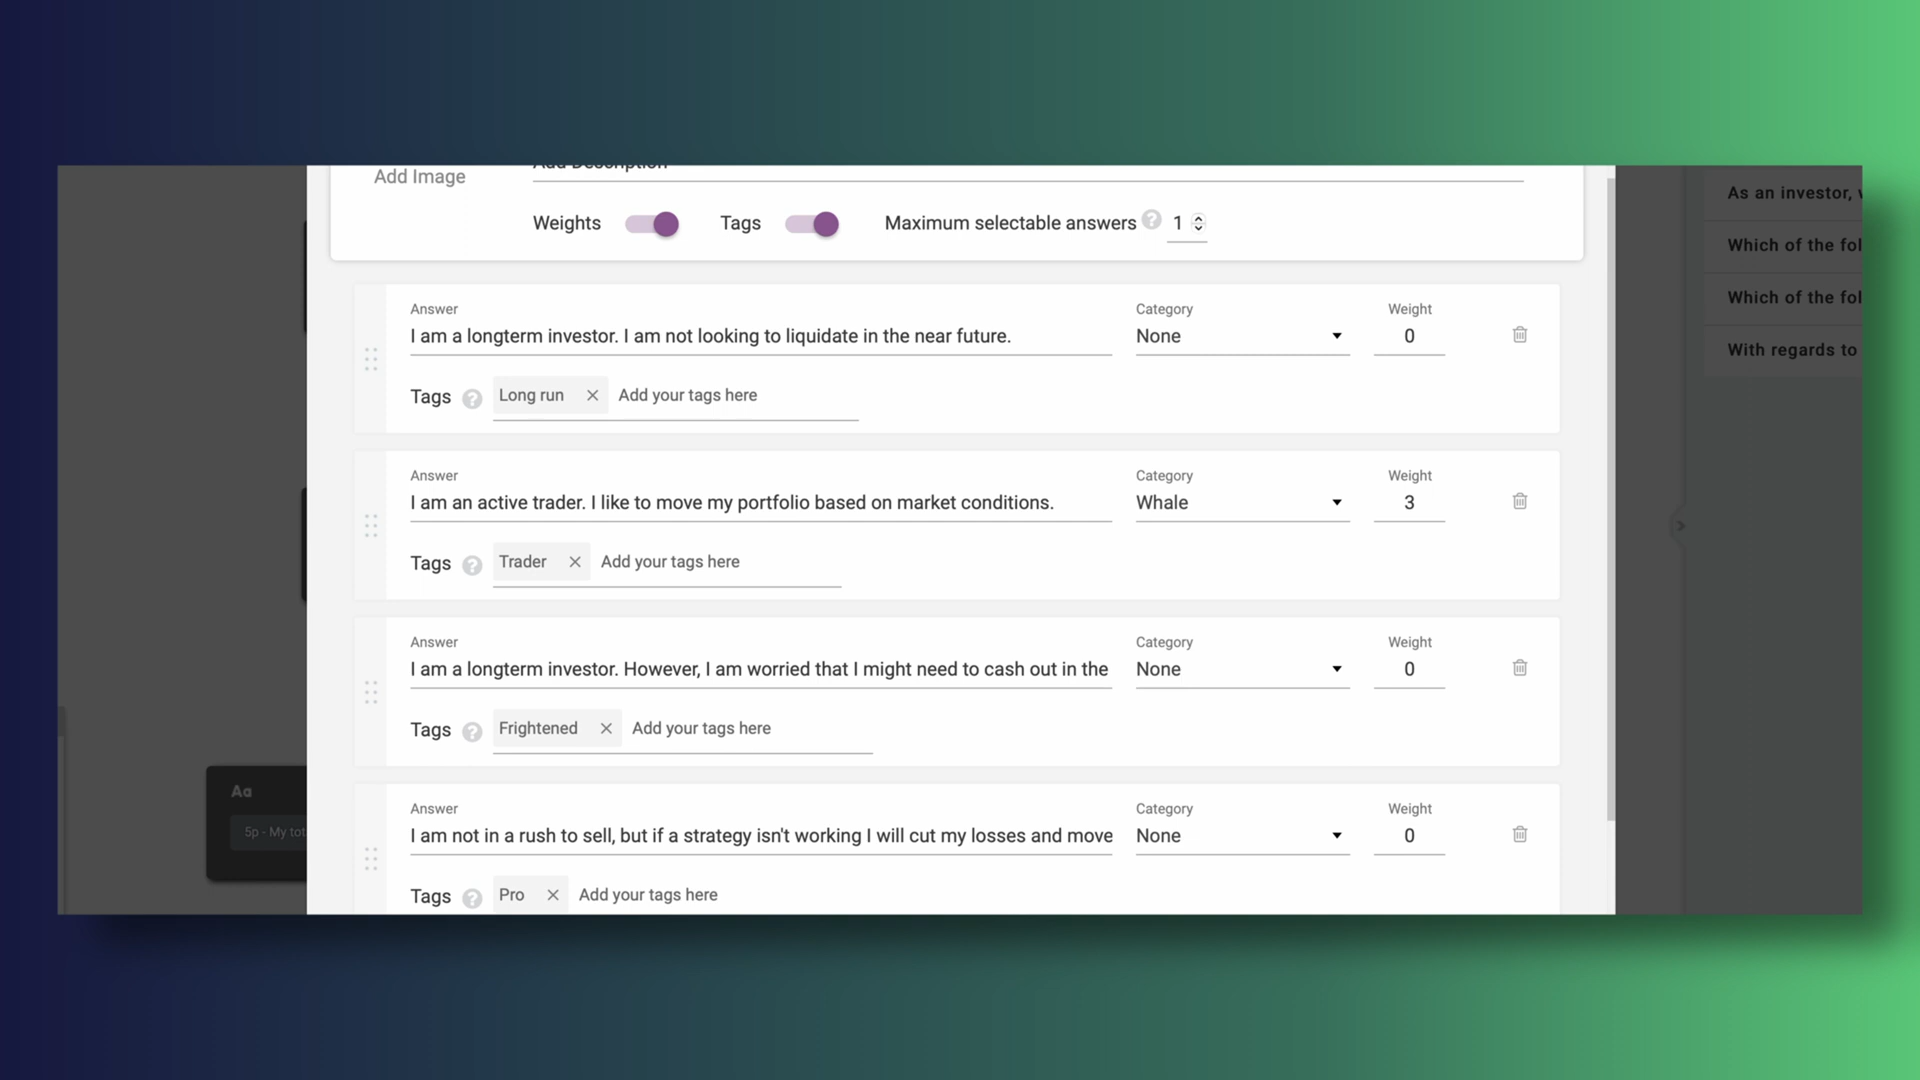 Add Description
Add Image
Weights Tags Maximum selectable answers ? 1
Answer Category Weight
I am a longterm investor. I am not looking to liquidate in the near future. None 0
Tags ? Long run × Add your tags here
Answer Category Weight
I am an active trader. I like to move my portfolio based on market conditions. Whale 3
Tags ? Trader × Add your tags here
Answer Category Weight
I am a longterm investor. However, I am worried that I might need to cash out in the None 0
Tags ? Frightened × Add your tags here
Answer Category Weight
I am not in a rush to sell, but if a strategy isn't working I will cut my losses and move None 0
Tags ? Pro × Add your tags here
Aa
5p - My tot
As an investor,
Which of the fol
Which of the fol
With regards to